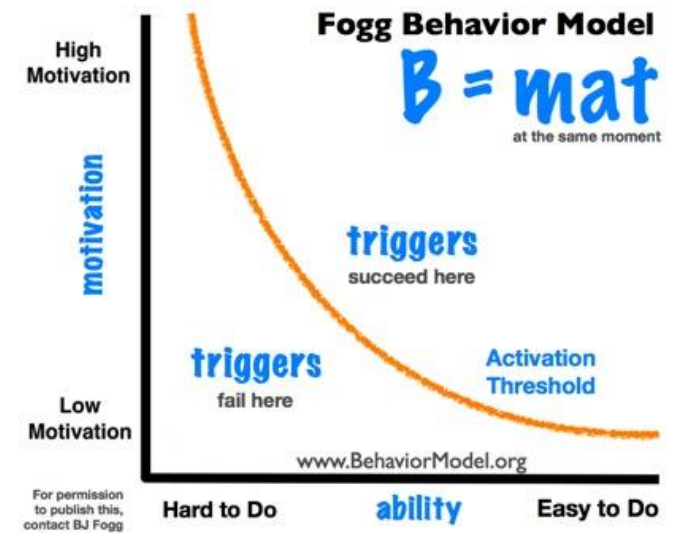 Fogg Behavior Model
B = mat
at the same moment
High
Motivation
motivation
triggers
succeed here
triggers
fail here
Activation
Threshold
Low
Motivation
www.BehaviorModel.org
For permission
to publish this,
contact BJ Fogg
Hard to Do
ability
Easy to Do